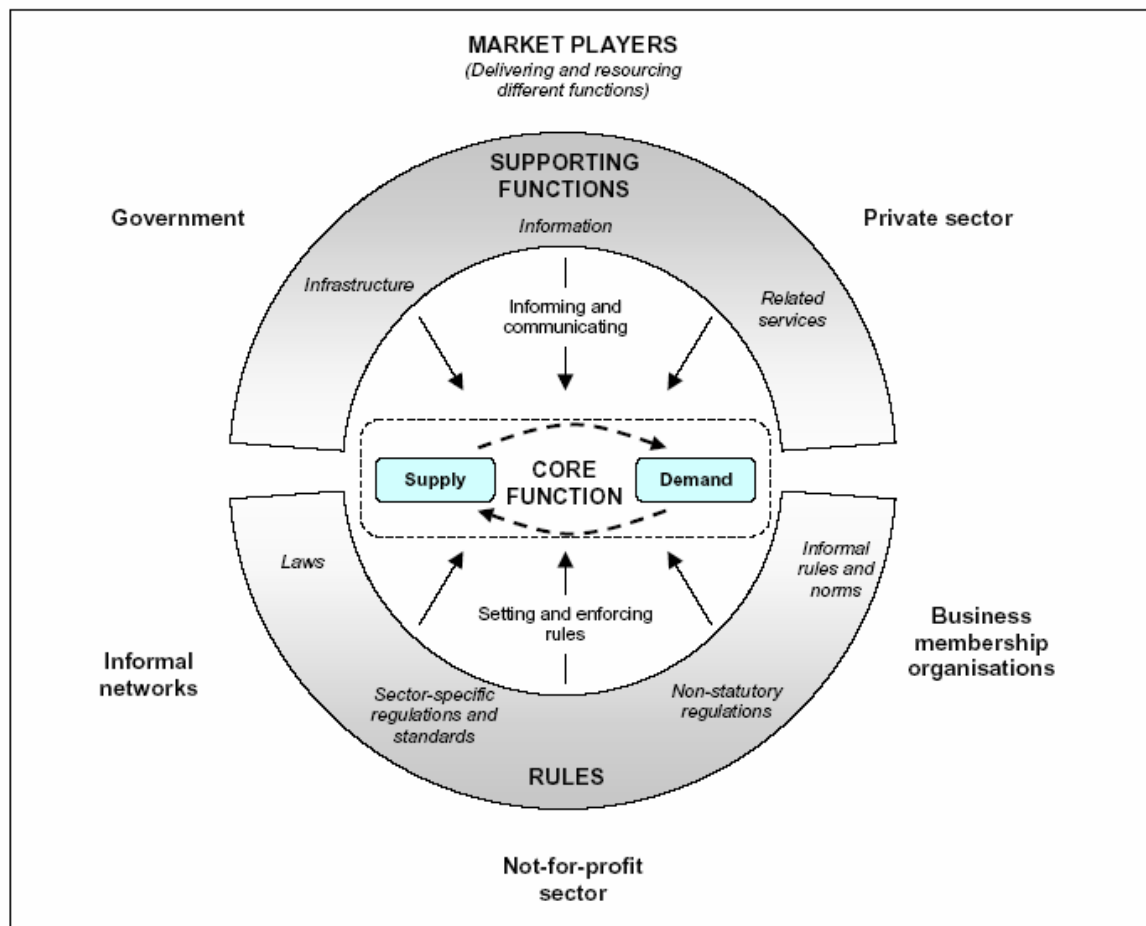 MARKET PLAYERS
(Delivering and resourcing
different functions)
SUPPORTING
FUNCTIONS
Government
Private sector
Information
Infrastructure
Related
services
Informing and
communicating
Supply
CORE
FUNCTION
Demand
Laws
Informal
rules and
norms
Setting and enforcing
rules
Business
membership
organisations
Informal
networks
Sector-specific
regulations and
standards
Non-statutory
regulations
RULES
Not-for-profit
sector